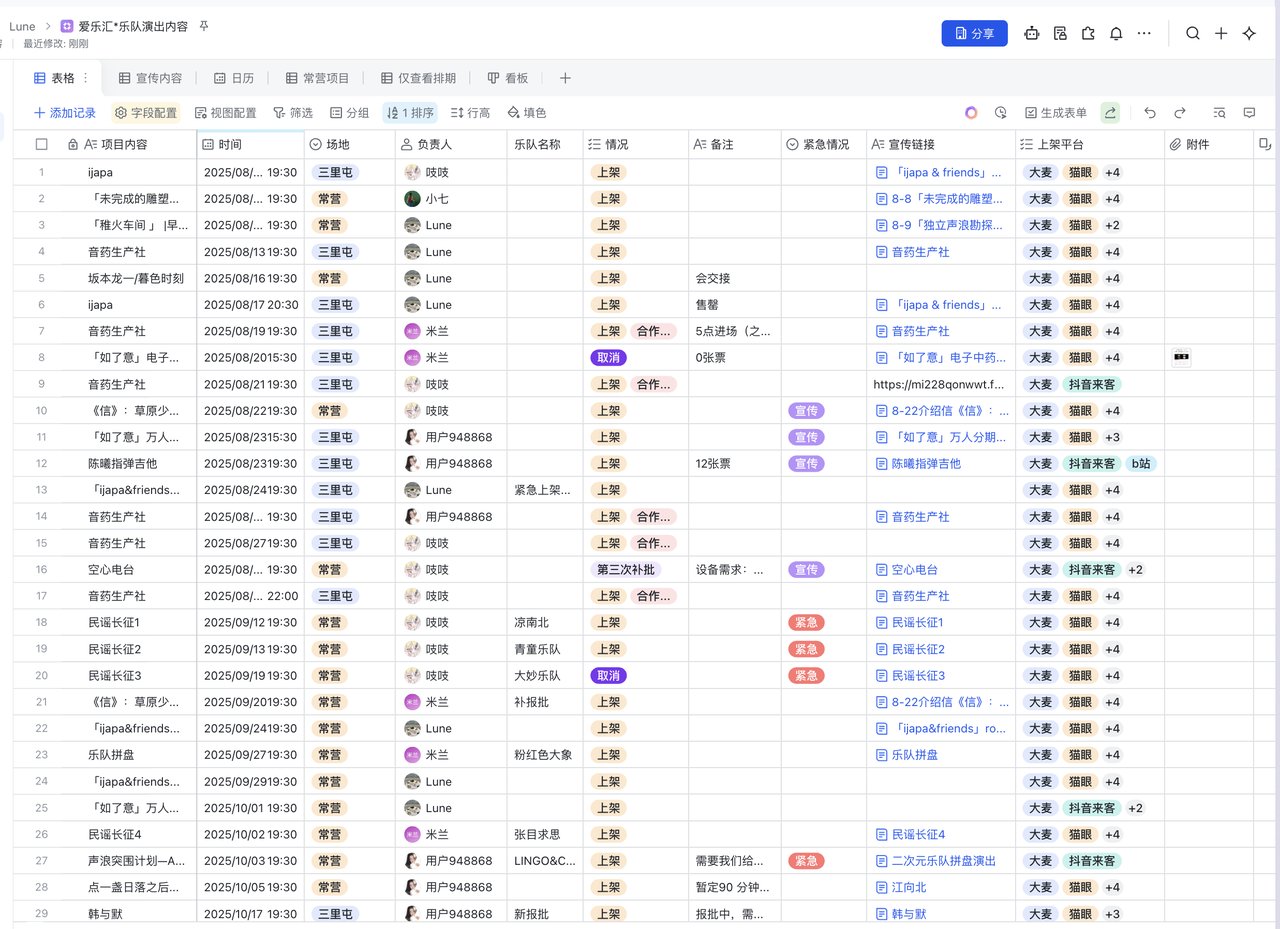 Lune > 爱乐汇*乐队演出内容
最近修改: 刚刚
分享
表格 宣传内容 日历 常营项目 仅查看排期 看板
添加记录 字段配置 视图配置 筛选 分组 1 排序 行高 填色 生成表单
项目内容 时间 场地 负责人 乐队名称 情况 备注 紧急情况 宣传链接 上架平台 附件
1 ijapa 2025/08/... 19:30 三里屯 吱吱 上架 「ijapa & friends」... 大麦 猫眼 +4
2 「未完成的雕塑... 2025/08/... 19:30 常营 小七 上架 8-8「未完成的雕塑... 大麦 猫眼 +4
3 「稚火车间 」 |早... 2025/08/... 19:30 常营 Lune 上架 8-9「独立声浪勘探... 大麦 猫眼 +2
4 音药生产社 2025/08/13 19:30 三里屯 Lune 上架 音药生产社 大麦 猫眼 +4
5 坂本龙一/暮色时刻 2025/08/16 19:30 常营 Lune 上架 会交接 大麦 猫眼 +4
6 ijapa 2025/08/17 20:30 三里屯 Lune 上架 售罄 「ijapa & friends」... 大麦 猫眼 +4
7 音药生产社 2025/08/19 19:30 三里屯 米兰 米兰 上架 合作... 5点进场（之... 音药生产社 大麦 猫眼 +4
8 「如了意」电子... 2025/08/20 15:30 三里屯 米兰 米兰 取消 0张票 「如了意」电子中药... 大麦 猫眼 +4
9 音药生产社 2025/08/21 19:30 三里屯 吱吱 上架 合作... https://mi228qonwwt.f... 大麦 抖音来客
10 《信》：草原少... 2025/08/22 19:30 常营 吱吱 上架 宣传 8-22介绍信《信》：... 大麦 猫眼 +4
11 「如了意」万人... 2025/08/23 15:30 三里屯 用户948868 上架 宣传 「如了意」万人分期... 大麦 猫眼 +3
12 陈曦指弹吉他 2025/08/23 19:30 三里屯 用户948868 上架 12张票 宣传 陈曦指弹吉他 大麦 抖音来客 b站
13 「ijapa&friends... 2025/08/24 19:30 三里屯 Lune 紧急上架... 上架 大麦 猫眼 +4
14 音药生产社 2025/08/... 19:30 三里屯 用户948868 上架 合作... 音药生产社 大麦 猫眼 +4
15 音药生产社 2025/08/27 19:30 三里屯 吱吱 上架 合作... 大麦 猫眼 +4
16 空心电台 2025/08/... 19:30 常营 吱吱 第三次补批 设备需求：... 宣传 空心电台 大麦 抖音来客 +2
17 音药生产社 2025/08/... 22:00 三里屯 吱吱 上架 合作... 音药生产社 大麦 猫眼 +4
18 民谣长征1 2025/09/12 19:30 常营 吱吱 凉南北 上架 紧急 民谣长征1 大麦 猫眼 +4
19 民谣长征2 2025/09/13 19:30 常营 吱吱 青童乐队 上架 紧急 民谣长征2 大麦 猫眼 +4
20 民谣长征3 2025/09/19 19:30 常营 吱吱 大妙乐队 取消 紧急 民谣长征3 大麦 猫眼 +4
21 《信》：草原少... 2025/09/20 19:30 常营 米兰 米兰 补报批 上架 8-22介绍信《信》：... 大麦 猫眼 +4
22 「ijapa&friends... 2025/09/24 19:30 常营 Lune 上架 「ijapa&friends」ro... 大麦 猫眼 +4
23 乐队拼盘 2025/09/27 19:30 常营 米兰 米兰 粉红色大象 上架 乐队拼盘 大麦 猫眼 +4
24 「ijapa&friends... 2025/09/29 19:30 常营 Lune 上架 大麦 猫眼 +4
25 「如了意」万人... 2025/10/01 19:30 常营 Lune 上架 大麦 抖音来客 +2
26 民谣长征4 2025/10/02 19:30 常营 米兰 米兰 张目求思 上架 民谣长征4 大麦 猫眼 +4
27 声浪突围计划—A... 2025/10/03 19:30 常营 用户948868 LINGO&C... 上架 需要我们给... 紧急 二次元乐队拼盘演出 大麦 抖音来客
28 点一盏日落之后... 2025/10/05 19:30 常营 用户948868 上架 暂定90 分钟... 江向北 大麦 猫眼 +4
29 韩与默 2025/10/17 19:30 三里屯 用户948868 新报批 上架 报批中，需... 韩与默 大麦 猫眼 +3